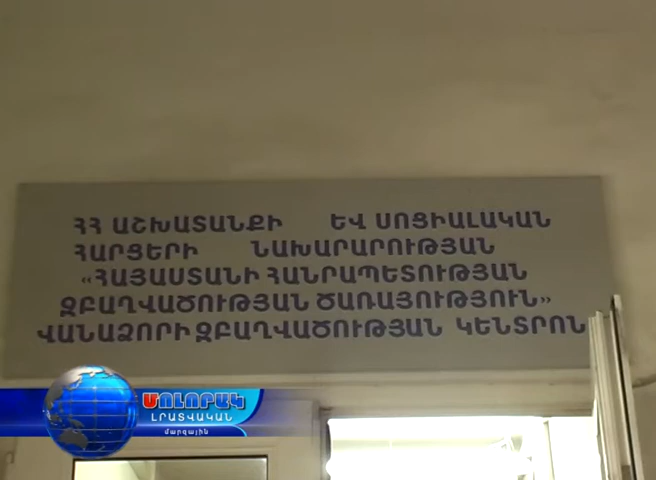 ՀՀ ԱՇԽԱՏԱՆՔԻ ԵՎ ՍՈՑԻԱԼԱԿԱՆ
ՀԱՐՑԵՐԻ ՆԱԽԱՐԱՐՈՒԹՅԱՆ
«ՀԱՅԱՍՏԱՆԻ ՀԱՆՐԱՊԵՏՈՒԹՅԱՆ
ԶԲԱՂՎԱԾՈՒԹՅԱՆ ԾԱՌԱՅՈՒԹՅՈՒՆ»
ՎԱՆԱՁՈՐԻ ԶԲԱՂՎԱԾՈՒԹՅԱՆ ԿԵՆՏՐՈՆ
ՄՈԼՈՐԱԿ
ԼՐԱՏՎԱԿԱՆ
մարզային